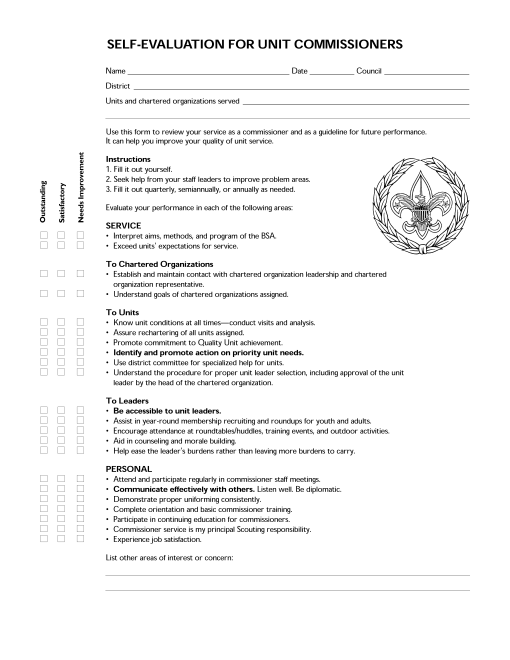 SELF-EVALUATION FOR UNIT COMMISSIONERS
Name Date Council
District
Units and chartered organizations served
Use this form to review your service as a commissioner and as a guideline for future performance.
It can help you improve your quality of unit service.
Outstanding
Satisfactory
Needs Improvement
Instructions
1. Fill it out yourself.
2. Seek help from your staff leaders to improve problem areas.
3. Fill it out quarterly, semiannually, or annually as needed.
Evaluate your performance in each of the following areas:
SERVICE
• Interpret aims, methods, and program of the BSA.
• Exceed units' expectations for service.
To Chartered Organizations
• Establish and maintain contact with chartered organization leadership and chartered
organization representative.
• Understand goals of chartered organizations assigned.
To Units
• Know unit conditions at all times—conduct visits and analysis.
• Assure rechartering of all units assigned.
• Promote commitment to Quality Unit achievement.
• Identify and promote action on priority unit needs.
• Use district committee for specialized help for units.
• Understand the procedure for proper unit leader selection, including approval of the unit
leader by the head of the chartered organization.
To Leaders
• Be accessible to unit leaders.
• Assist in year-round membership recruiting and roundups for youth and adults.
• Encourage attendance at roundtables/huddles, training events, and outdoor activities.
• Aid in counseling and morale building.
• Help ease the leader's burdens rather than leaving more burdens to carry.
PERSONAL
• Attend and participate regularly in commissioner staff meetings.
• Communicate effectively with others. Listen well. Be diplomatic.
• Demonstrate proper uniforming consistently.
• Complete orientation and basic commissioner training.
• Participate in continuing education for commissioners.
• Commissioner service is my principal Scouting responsibility.
• Experience job satisfaction.
List other areas of interest or concern: